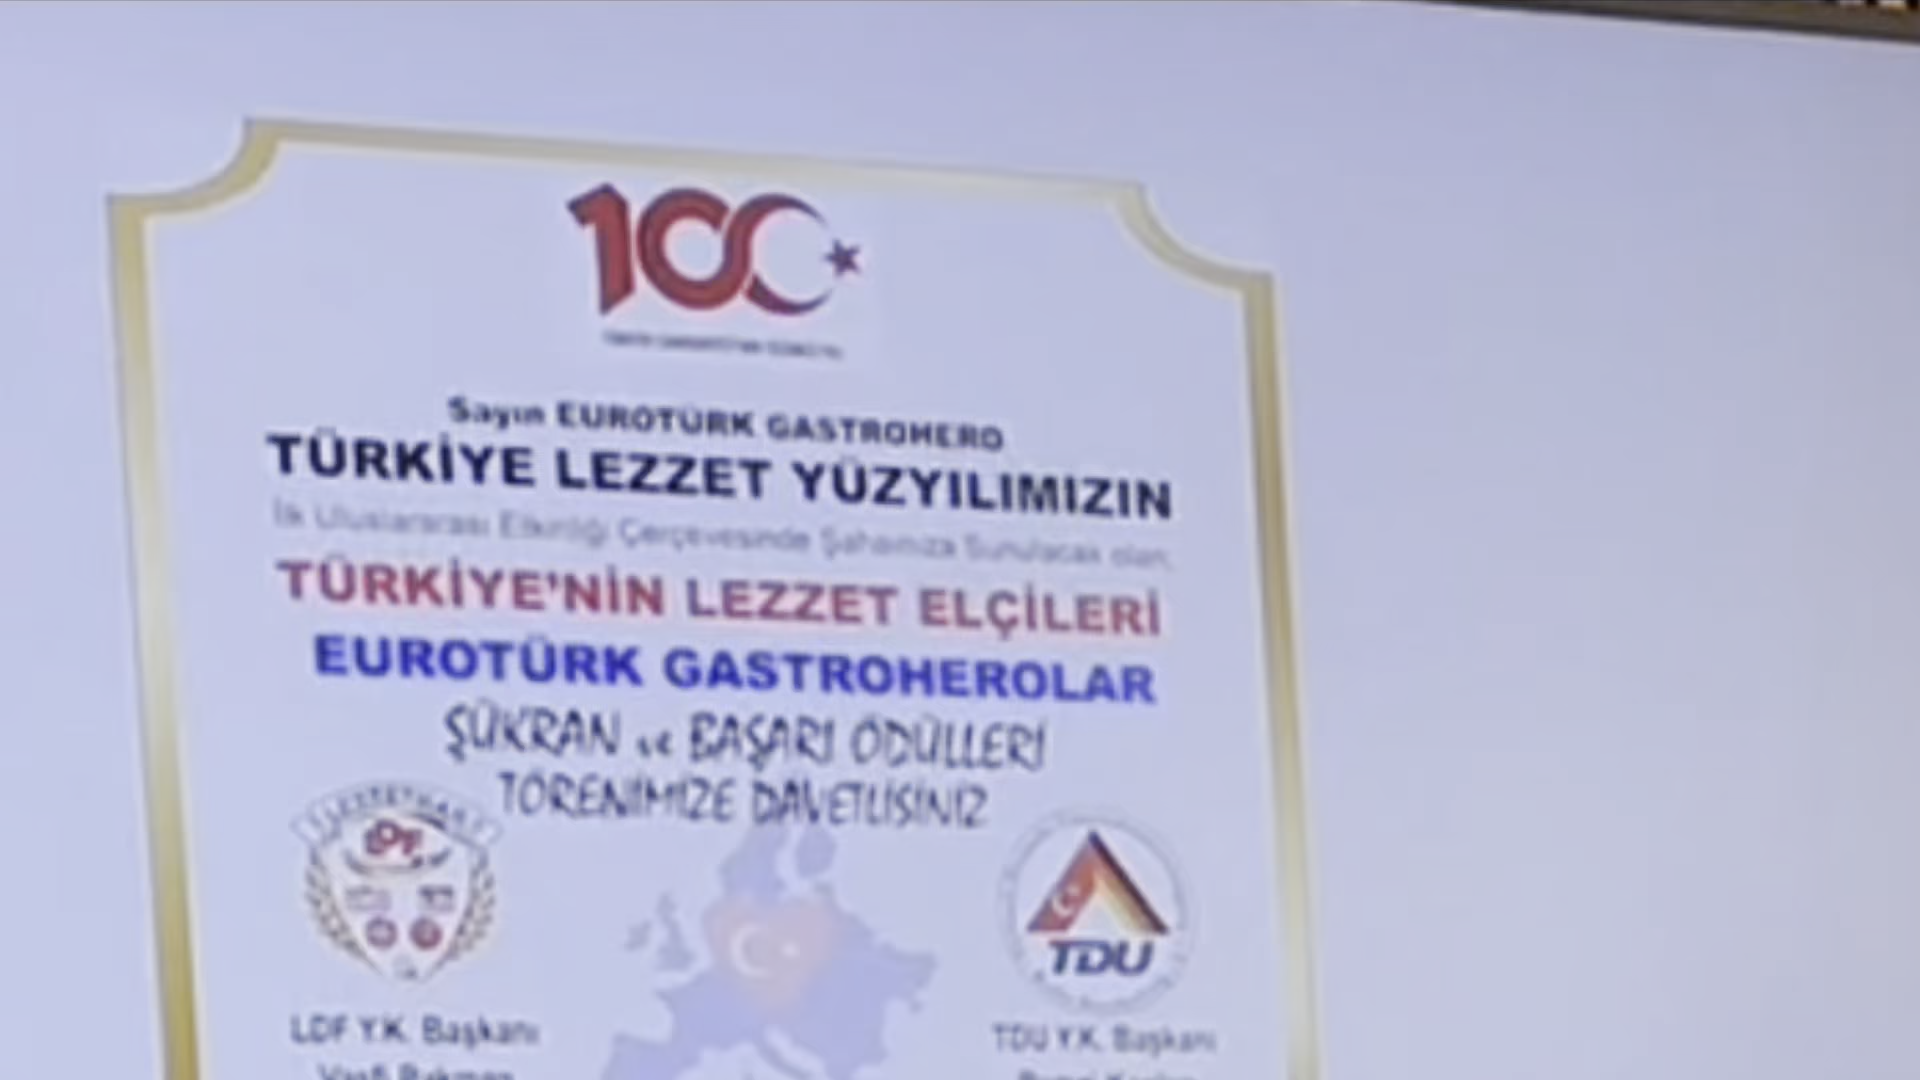 100
Sayın EUROTÜRK GASTROHERO
TÜRKİYE LEZZET YÜZYILIMIZIN
İlk Uluslararası Etkinliği Çerçevesinde Şahsınıza Sunulacak olan;
TÜRKİYE'NİN LEZZET ELÇİLERİ
EUROTÜRK GASTROHEROLAR
ŞÜKRAN ve BAŞARI ÖDÜLLERİ
TÖRENİMİZE DAVETLİSİNİZ
TDU
LDF Y.K. Başkanı
TDU Y.K. Başkanı